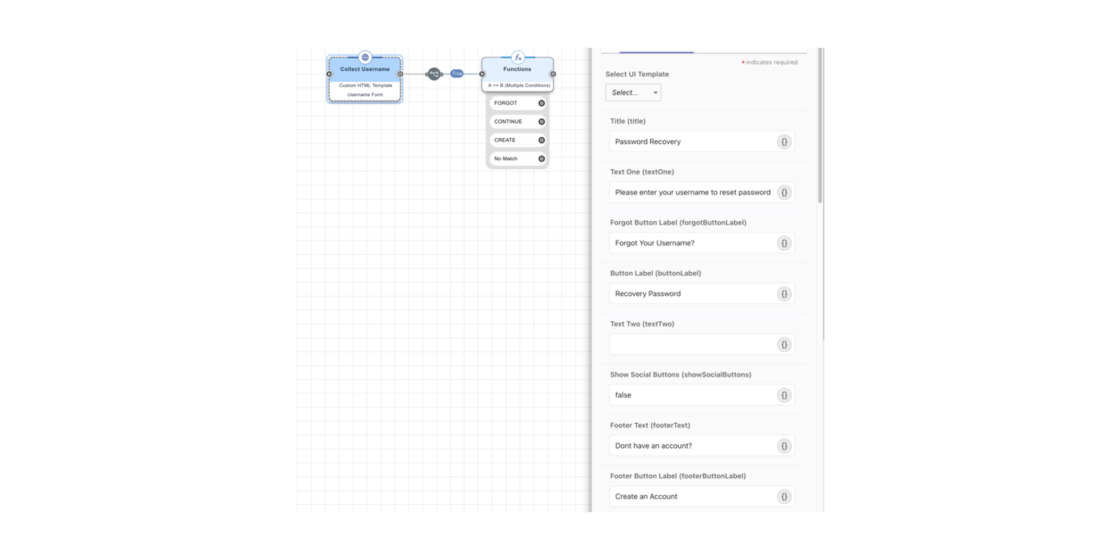 Collect Username
Custom HTML Template
Username Form
True
Functions
A == B (Multiple Conditions)
FORGOT
CONTINUE
CREATE
No Match
• Indicates required
Select UI Template
Select...
Title (title)
Password Recovery
{}
Text One (textOne)
Please enter your username to reset password
{}
Forgot Button Label (forgotButtonLabel)
Forgot Your Username?
{}
Button Label (buttonLabel)
Recovery Password
{}
Text Two (textTwo)
{}
Show Social Buttons (showSocialButtons)
false
{}
Footer Text (footerText)
Dont have an account?
{}
Footer Button Label (footerButtonLabel)
Create an Account
{}